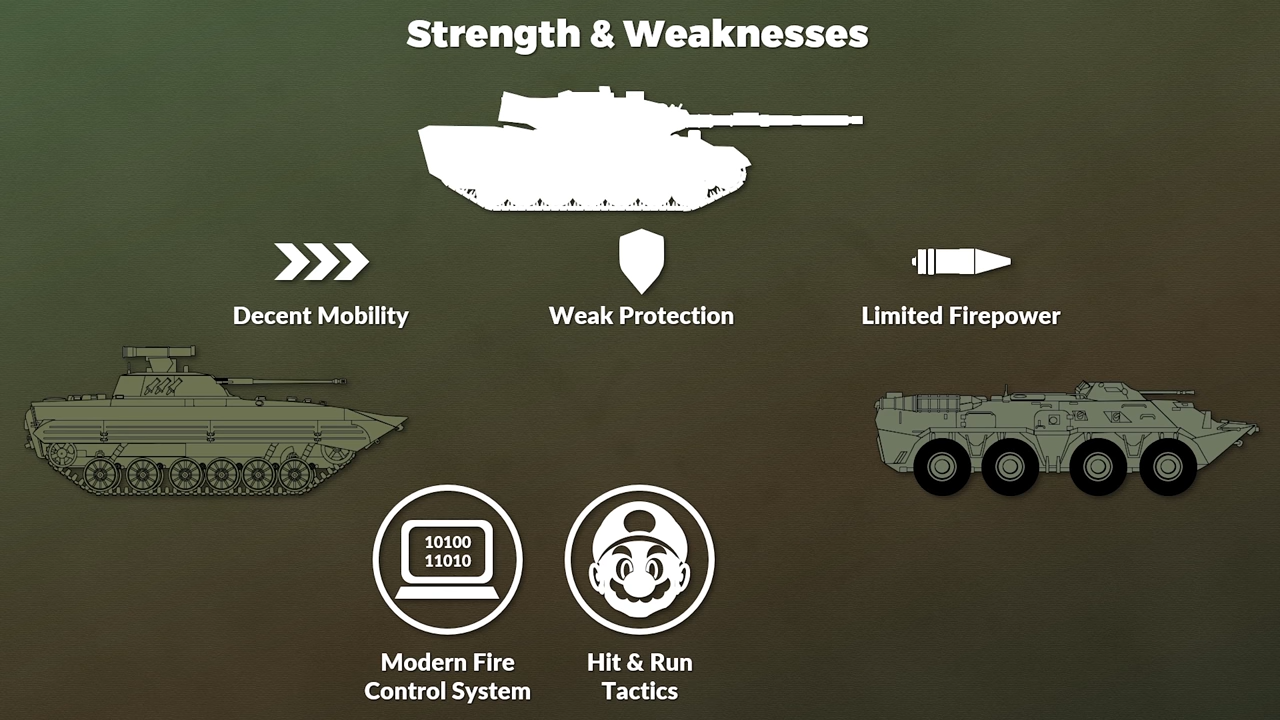 Strength & Weaknesses
Decent Mobility
Weak Protection
Limited Firepower
10100
11010
Modern Fire
Control System
Hit & Run
Tactics